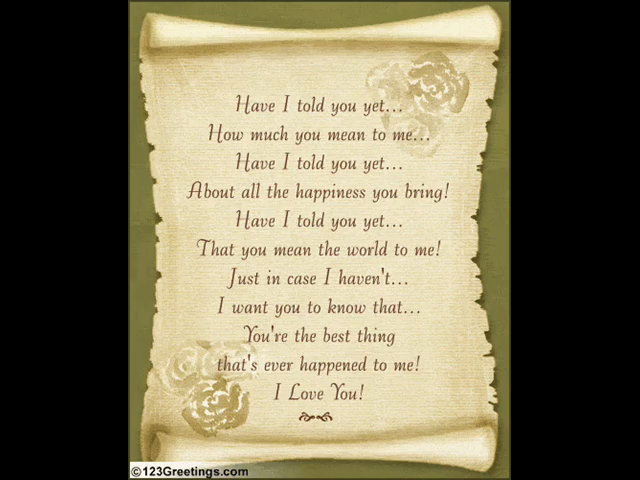 Have I told you yet...
How much you mean to me...
Have I told you yet...
About all the happiness you bring!
Have I told you yet...
That you mean the world to me!
Just in case I haven't...
I want you to know that...
You're the best thing
that's ever happened to me!
I Love You!
©123Greetings.com